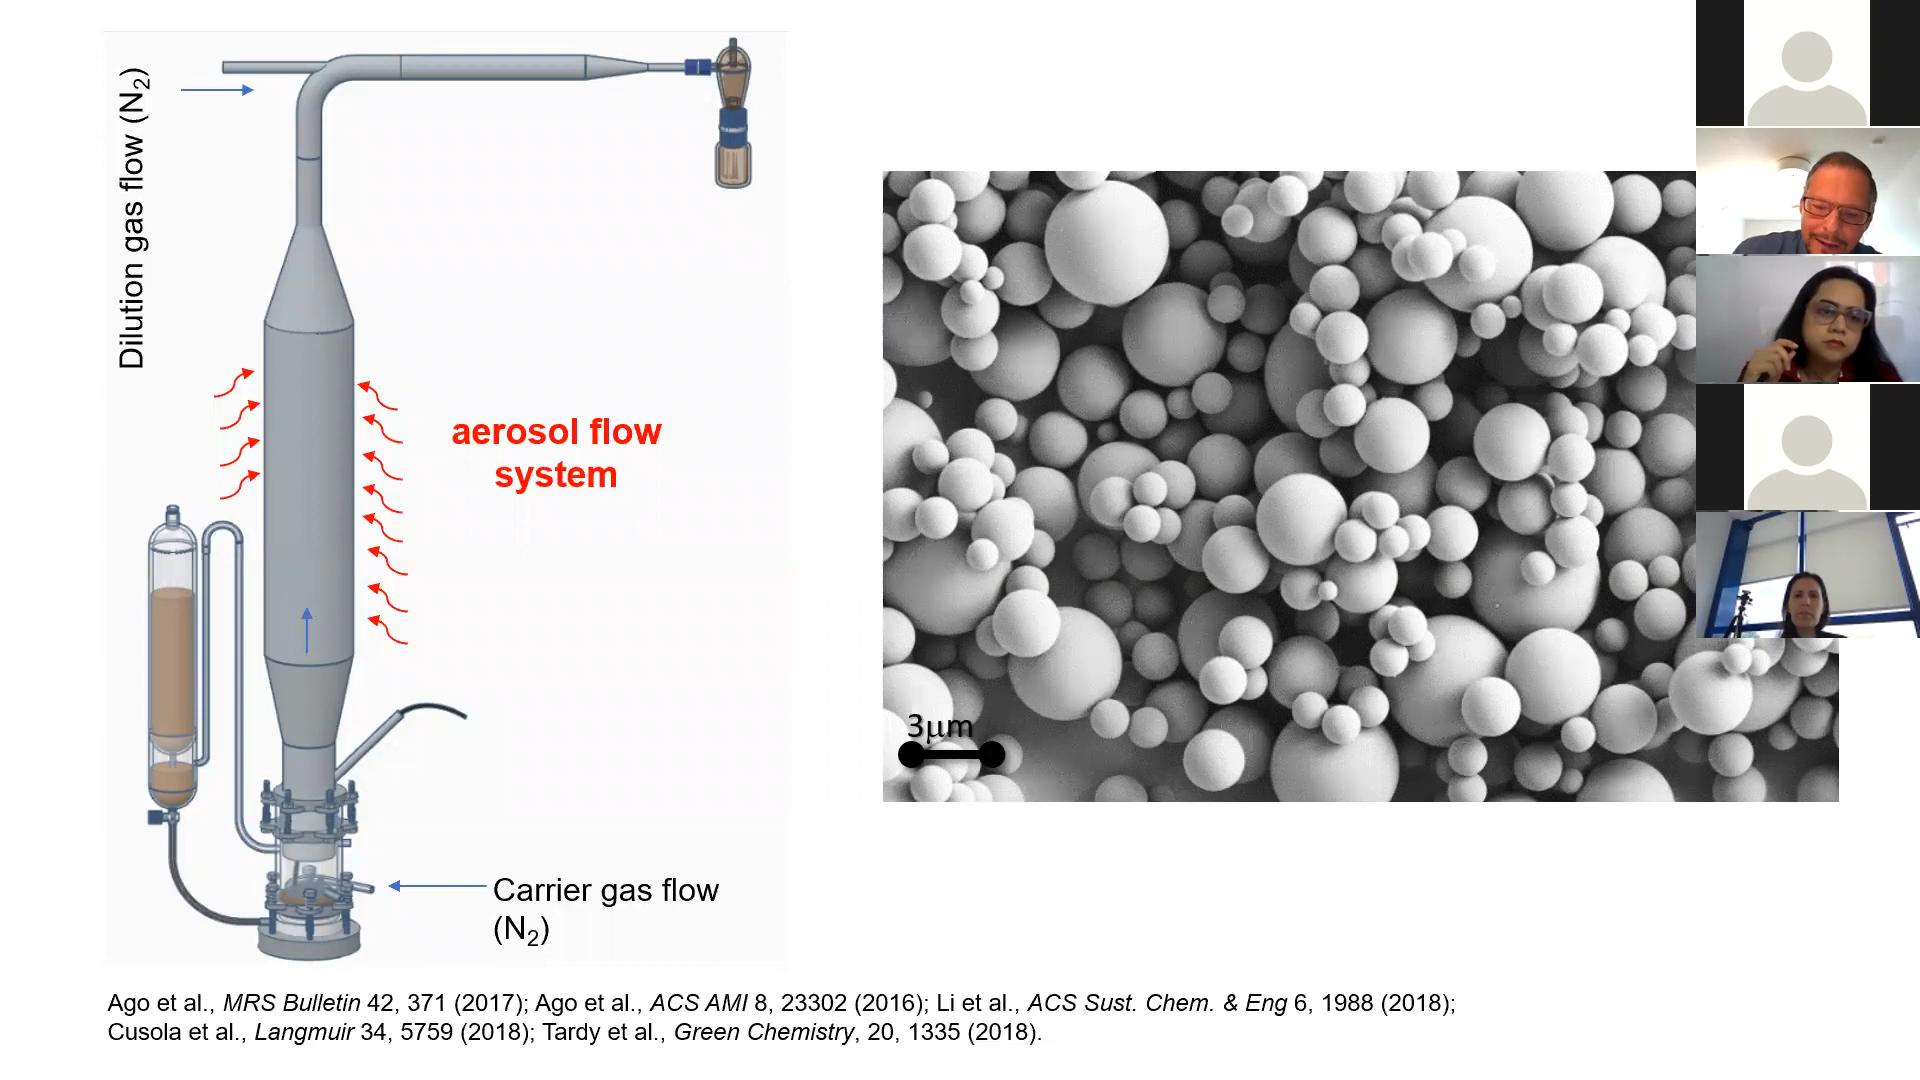 Dilution gas flow (N₂)
aerosol flow
system
3μm
Carrier gas flow
(N₂)
Ago et al., MRS Bulletin 42, 371 (2017); Ago et al., ACS AMI 8, 23302 (2016); Li et al., ACS Sust. Chem. & Eng 6, 1988 (2018);
Cusola et al., Langmuir 34, 5759 (2018); Tardy et al., Green Chemistry, 20, 1335 (2018).